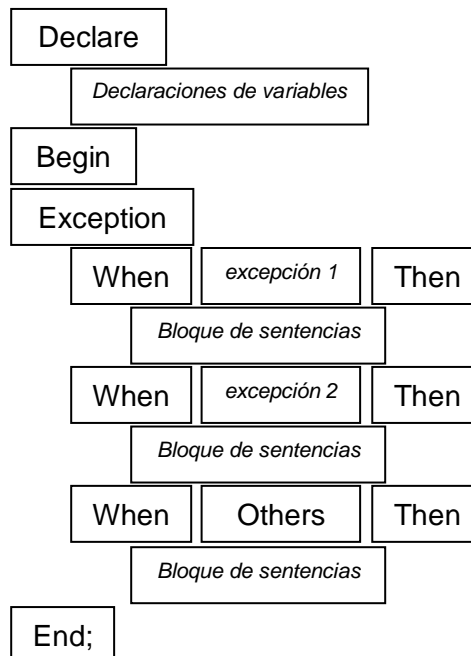 Declare
Declaraciones de variables
Begin
Exception
When excepción 1 Then
Bloque de sentencias
When excepción 2 Then
Bloque de sentencias
When Others Then
Bloque de sentencias
End;